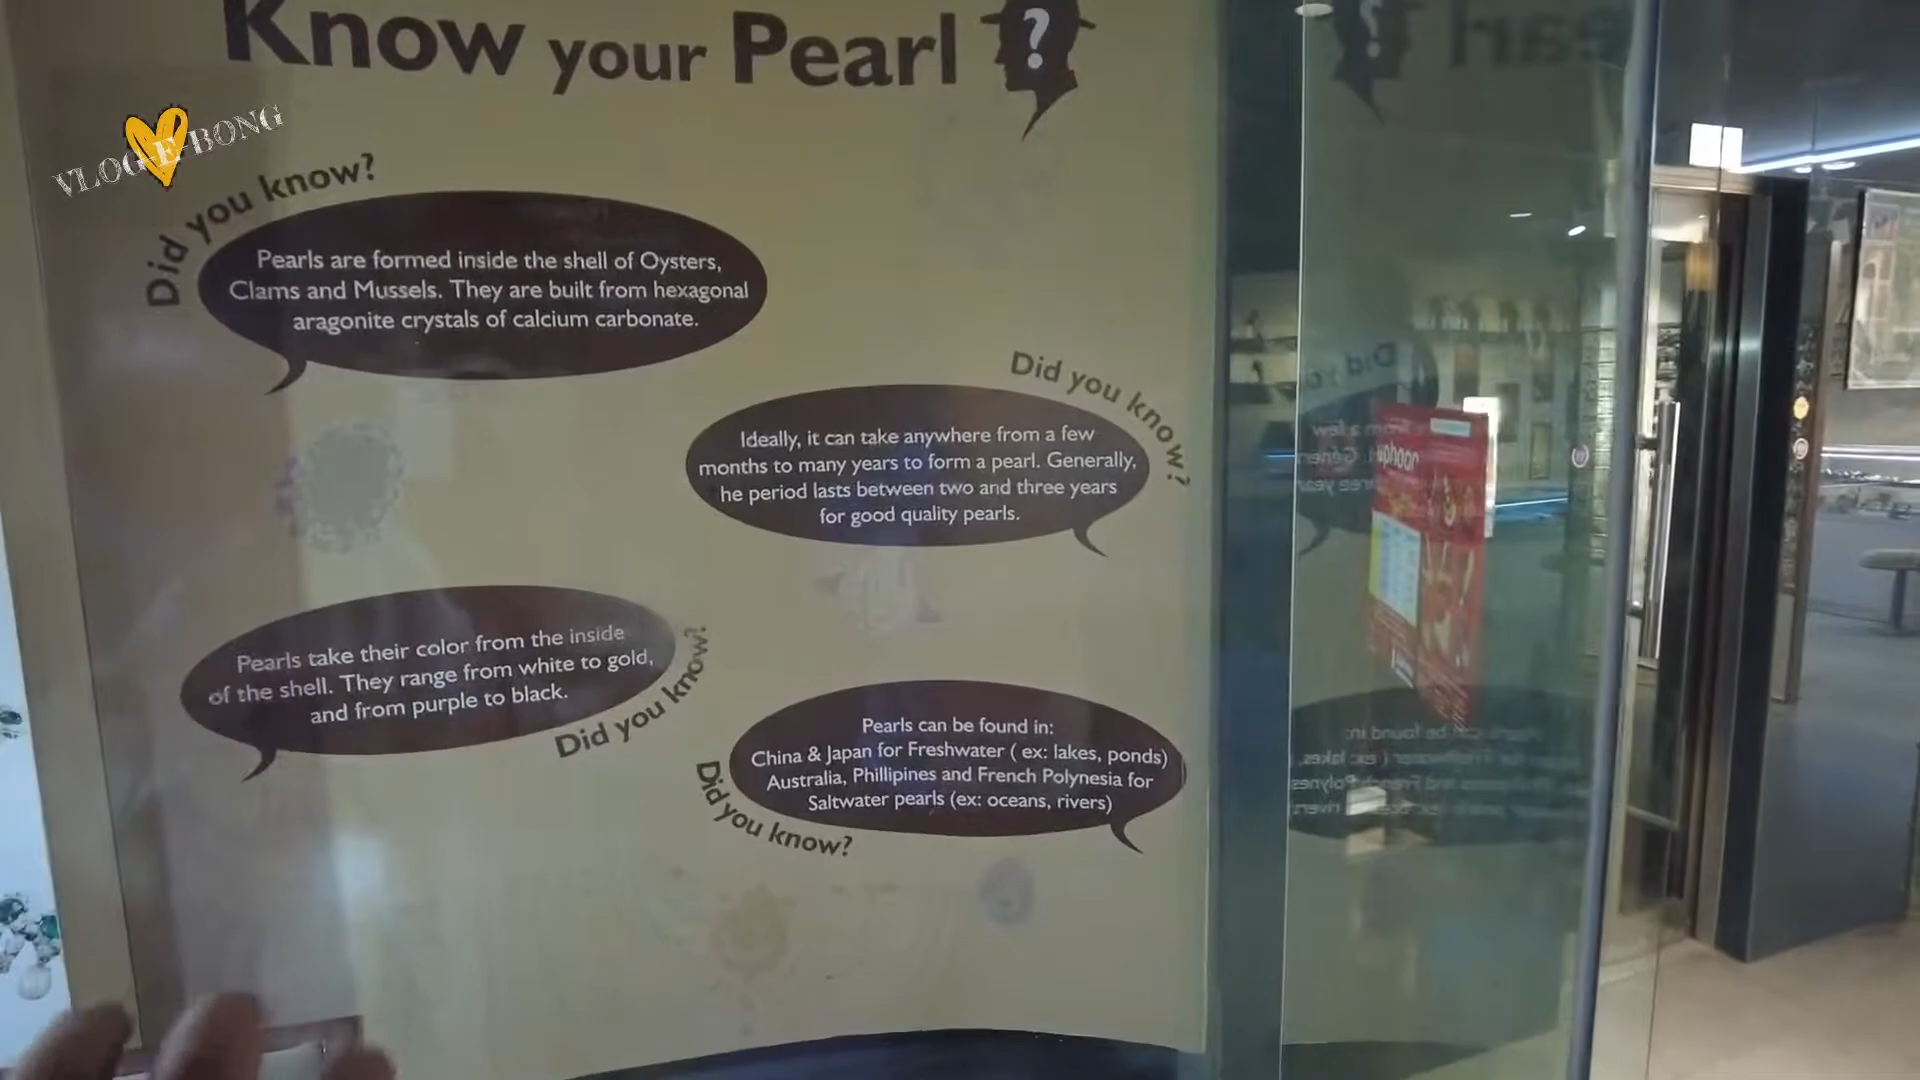 Know your Pearl ?
VLOG-E-BONG
Did you know?
Pearls are formed inside the shell of Oysters,
Clams and Mussels. They are built from hexagonal
aragonite crystals of calcium carbonate.
Did you know?
Ideally, it can take anywhere from a few
months to many years to form a pearl. Generally,
he period lasts between two and three years
for good quality pearls.
Pearls take their color from the inside
of the shell. They range from white to gold,
and from purple to black.
Did you know?
Pearls can be found in:
China & Japan for Freshwater ( ex: lakes, ponds)
Australia, Phillipines and French Polynesia for
Saltwater pearls (ex: oceans, rivers)
Did you know?